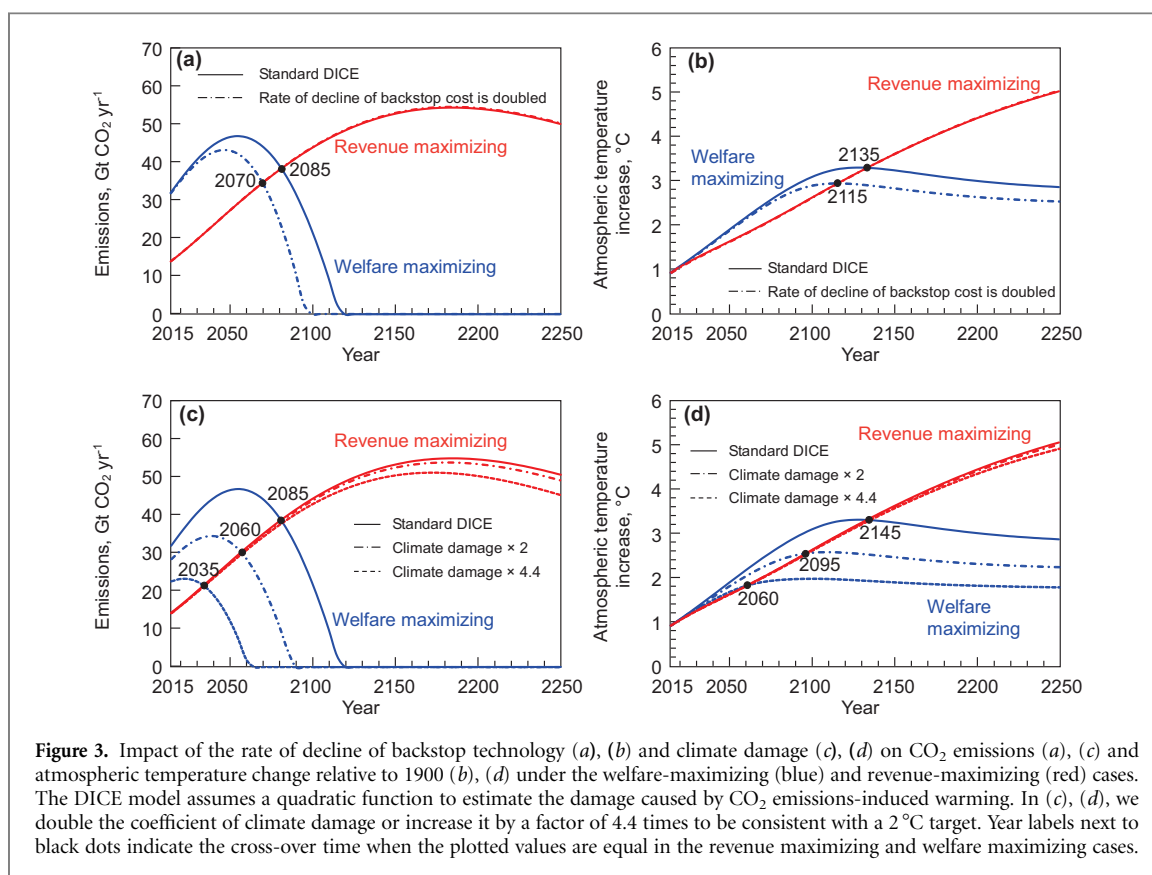 (a)
Standard DICE
Rate of decline of backstop cost is doubled
Revenue maximizing
2070
2085
Welfare maximizing
Emissions, Gt CO₂ yr⁻¹
70
60
50
40
30
20
10
0
2015 2050 2100 2150 2200 2250
Year
(b)
Revenue maximizing
Welfare
maximizing
2135
2115
Standard DICE
Rate of decline of backstop cost is doubled
Atmospheric temperature
increase, °C
6
5
4
3
2
1
0
2015 2050 2100 2150 2200 2250
Year
(c)
Revenue maximizing
2085
2060
2035
Standard DICE
Climate damage × 2
Climate damage × 4.4
Welfare maximizing
Emissions, Gt CO₂ yr⁻¹
70
60
50
40
30
20
10
0
2015 2050 2100 2150 2200 2250
Year
(d)
Revenue maximizing
Standard DICE
Climate damage × 2
Climate damage × 4.4
2145
2095
2060
Welfare
maximizing
Atmospheric temperature
increase, °C
6
5
4
3
2
1
0
2015 2050 2100 2150 2200 2250
Year
Figure 3. Impact of the rate of decline of backstop technology (a), (b) and climate damage (c), (d) on CO₂ emissions (a), (c) and
atmospheric temperature change relative to 1900 (b), (d) under the welfare-maximizing (blue) and revenue-maximizing (red) cases.
The DICE model assumes a quadratic function to estimate the damage caused by CO₂ emissions-induced warming. In (c), (d), we
double the coefficient of climate damage or increase it by a factor of 4.4 times to be consistent with a 2 °C target. Year labels next to
black dots indicate the cross-over time when the plotted values are equal in the revenue maximizing and welfare maximizing cases.